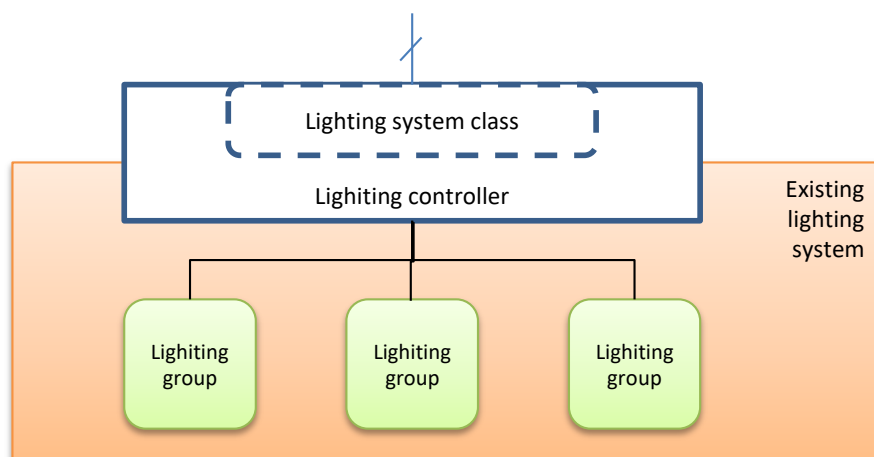 Lighting system class
Lighiting controller
Existing
lighting
system
Lighiting
group
Lighiting
group
Lighiting
group